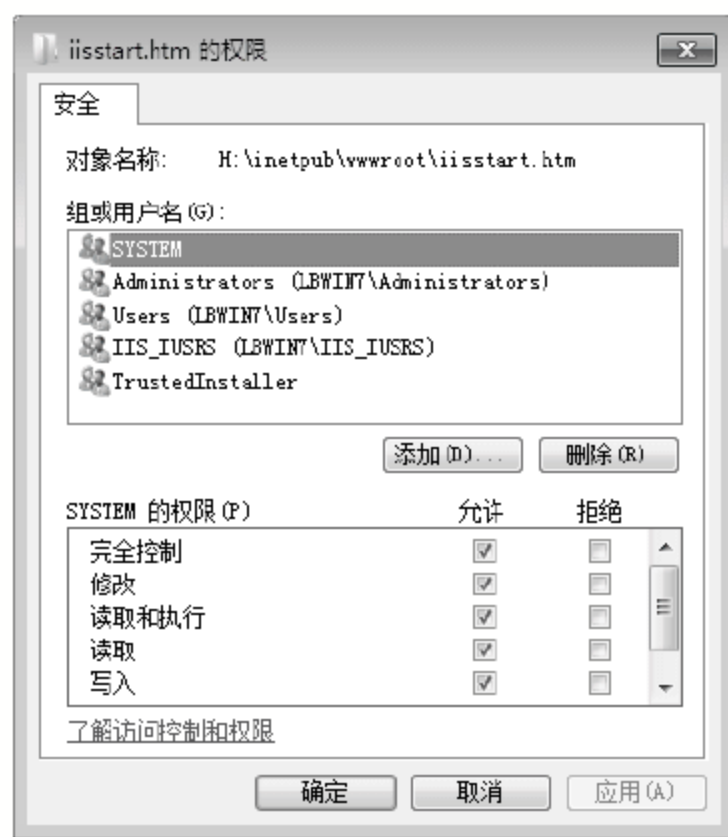 iisstart.htm 的权限
安全
对象名称: H:\inetpub\wwwroot\iisstart.htm
组或用户名(G):
SYSTEM
Administrators (LBWIN7\Administrators)
Users (LBWIN7\Users)
IIS_IUSRS (LBWIN7\IIS_IUSRS)
TrustedInstaller
添加(D)... 删除(R)
SYSTEM 的权限(P) 允许 拒绝
完全控制
修改
读取和执行
读取
写入
了解访问控制和权限
确定 取消 应用(A)